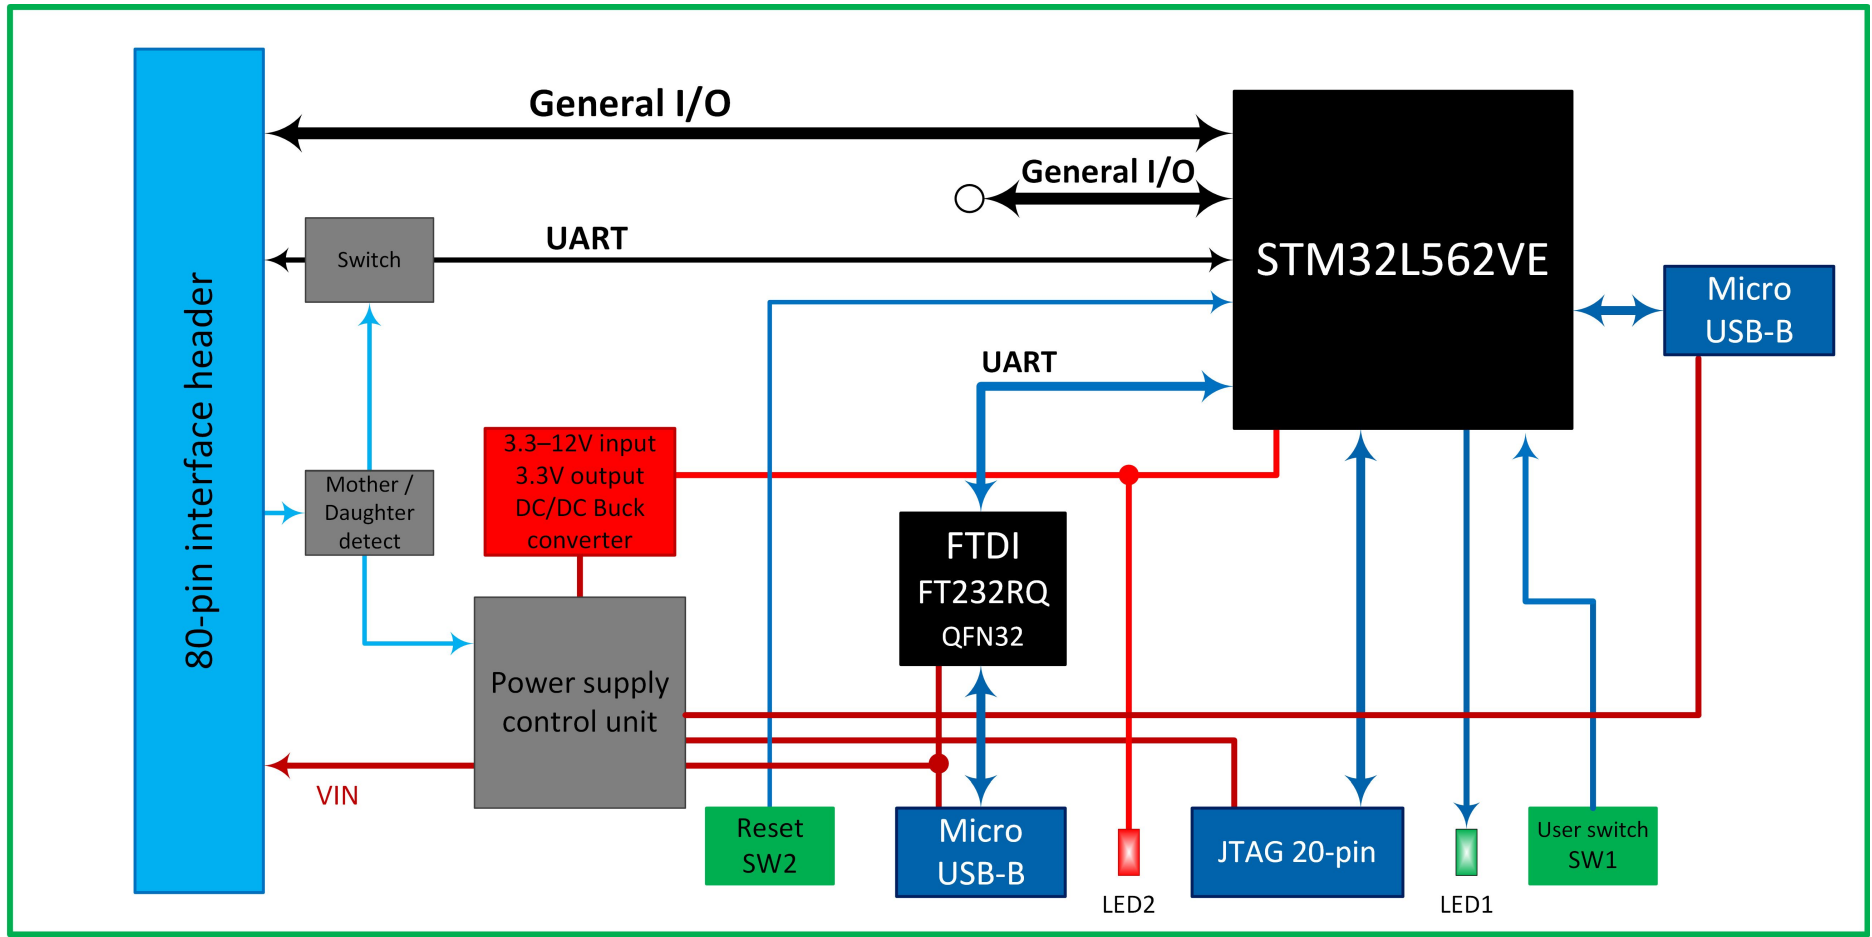 General I/O
General I/O
STM32L562VE
Switch
UART
Micro
USB-B
80-pin interface header
UART
3.3–12V input
3.3V output
DC/DC Buck
converter
Mother /
Daughter
detect
FTDI
FT232RQ
QFN32
Power supply
control unit
VIN
Reset
SW2
Micro
USB-B
LED2
JTAG 20-pin
LED1
User switch
SW1